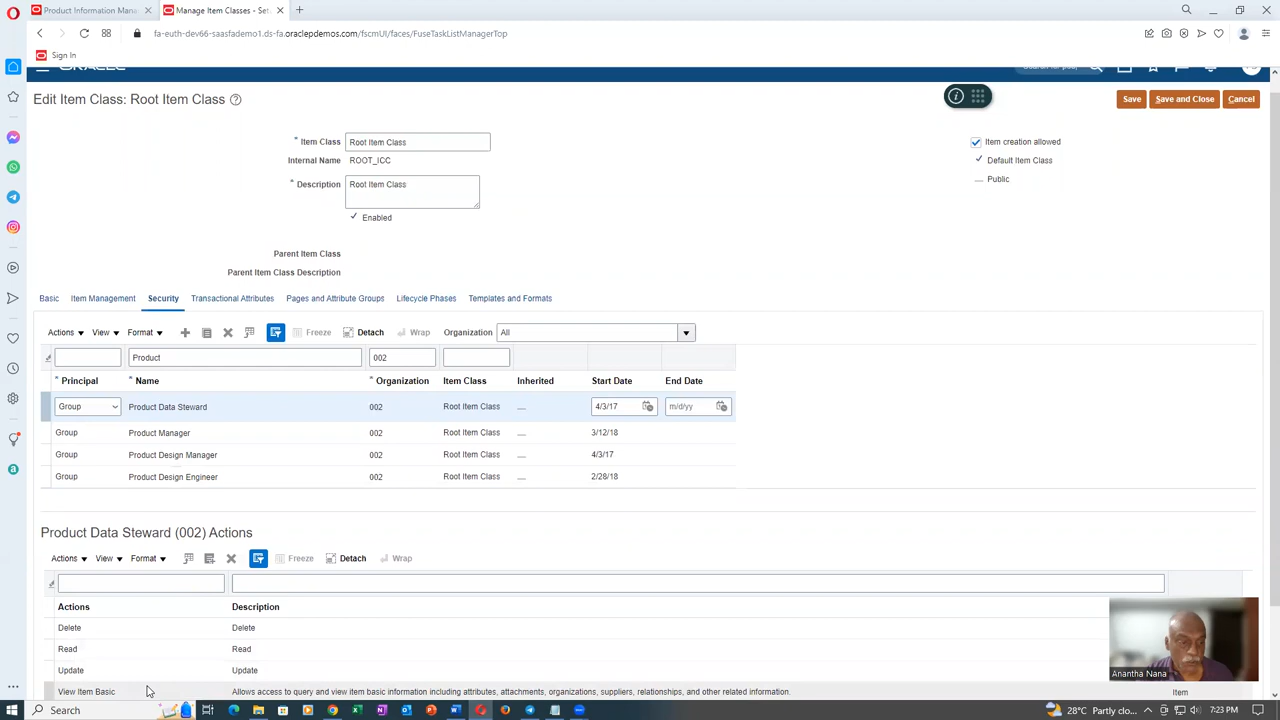 Product Information Mana
Manage Item Classes - Set
fa-euth-dev66-saasfademo1.ds-fa.oraclepdemos.com/fscmUI/faces/FuseTaskListManagerTop
Sign In
Edit Item Class: Root Item Class
Save
Save and Close
Cancel
* Item Class
Root Item Class
Item creation allowed
Internal Name
ROOT_ICC
Default Item Class
* Description
Root Item Class
Public
Enabled
Parent Item Class
Parent Item Class Description
Basic
Item Management
Security
Transactional Attributes
Pages and Attribute Groups
Lifecycle Phases
Templates and Formats
Actions
View
Format
Freeze
Detach
Wrap
Organization
All
Product
002
* Principal
* Name
* Organization
Item Class
Inherited
Start Date
End Date
Group
Product Data Steward
002
Root Item Class
4/3/17
m/d/yy
Group
Product Manager
002
Root Item Class
3/12/18
Group
Product Design Manager
002
Root Item Class
4/3/17
Group
Product Design Engineer
002
Root Item Class
2/28/18
Product Data Steward (002) Actions
Actions
View
Format
Freeze
Detach
Wrap
Actions
Description
Delete
Delete
Read
Read
Update
Update
View Item Basic
Allows access to query and view item basic information including attributes, attachments, organizations, suppliers, relationships, and other related information.
Item
Anantha Nana
Search
28°C
Partly clo...
7:23 PM